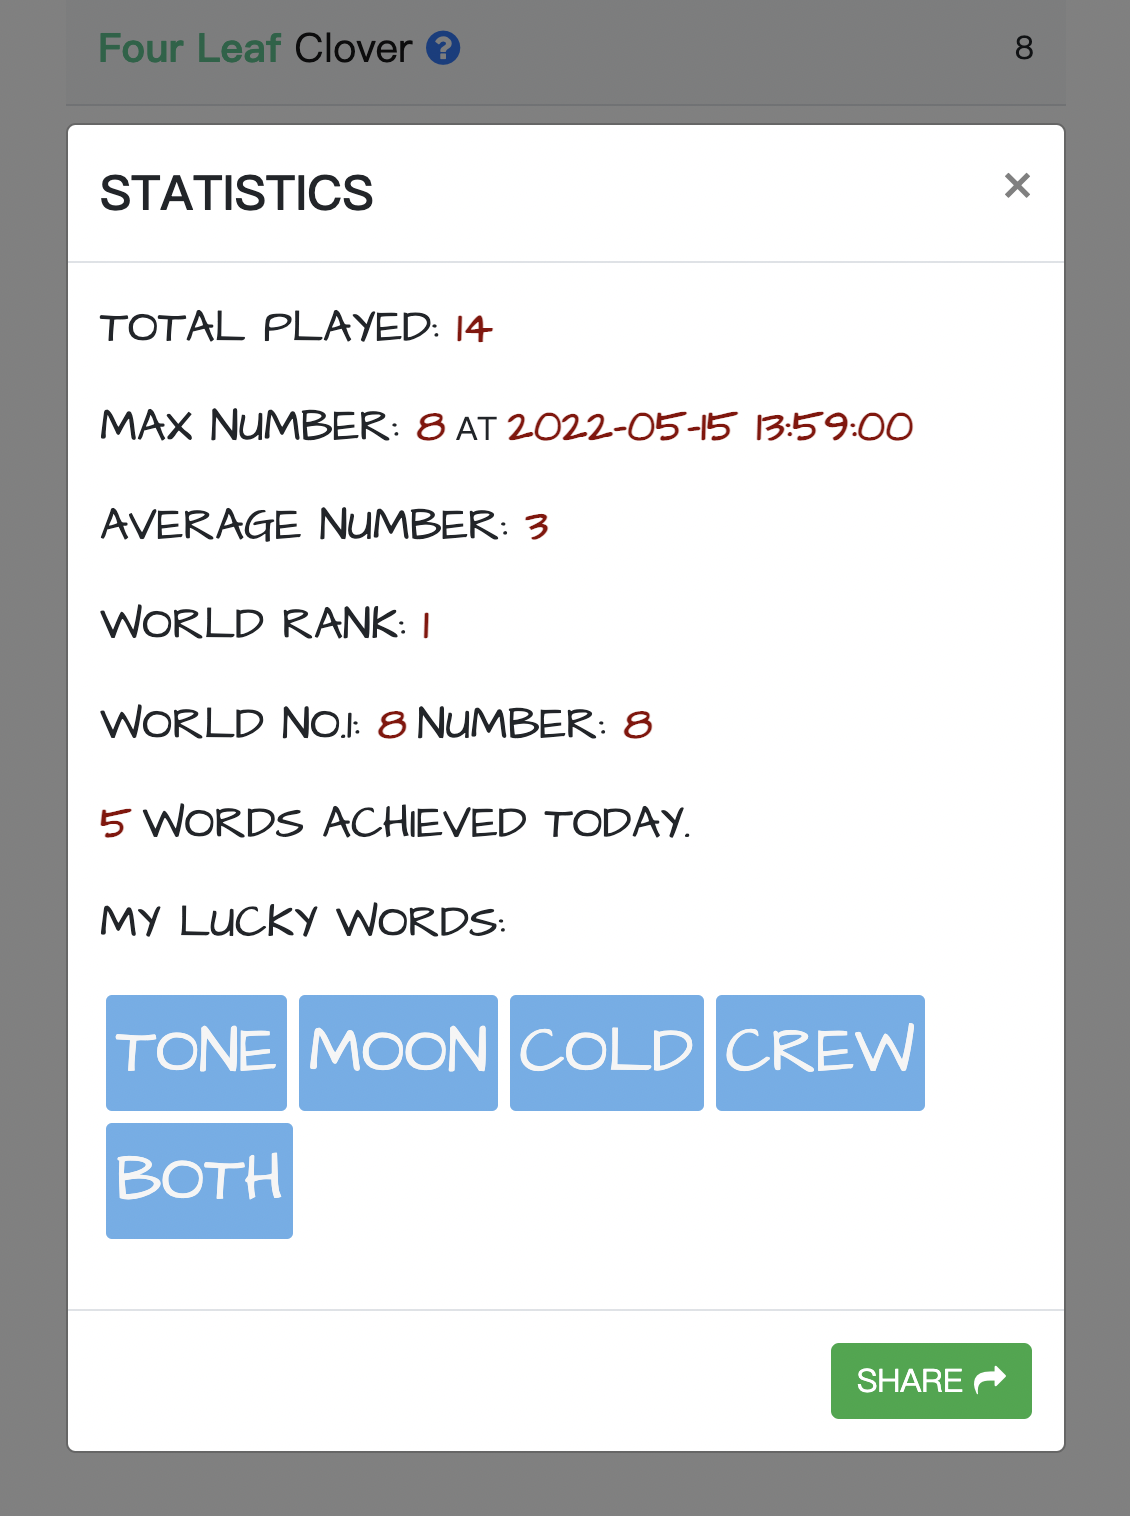 Four Leaf Clover ? 8
STATISTICS ×
TOTAL PLAYED: 14
MAX NUMBER: 8 AT 2022-05-15 13:59:00
AVERAGE NUMBER: 3
WORLD RANK: 1
WORLD NO.1: 8 NUMBER: 8
5 WORDS ACHIEVED TODAY.
MY LUCKY WORDS:
TONE MOON COLD CREW
BOTH
SHARE